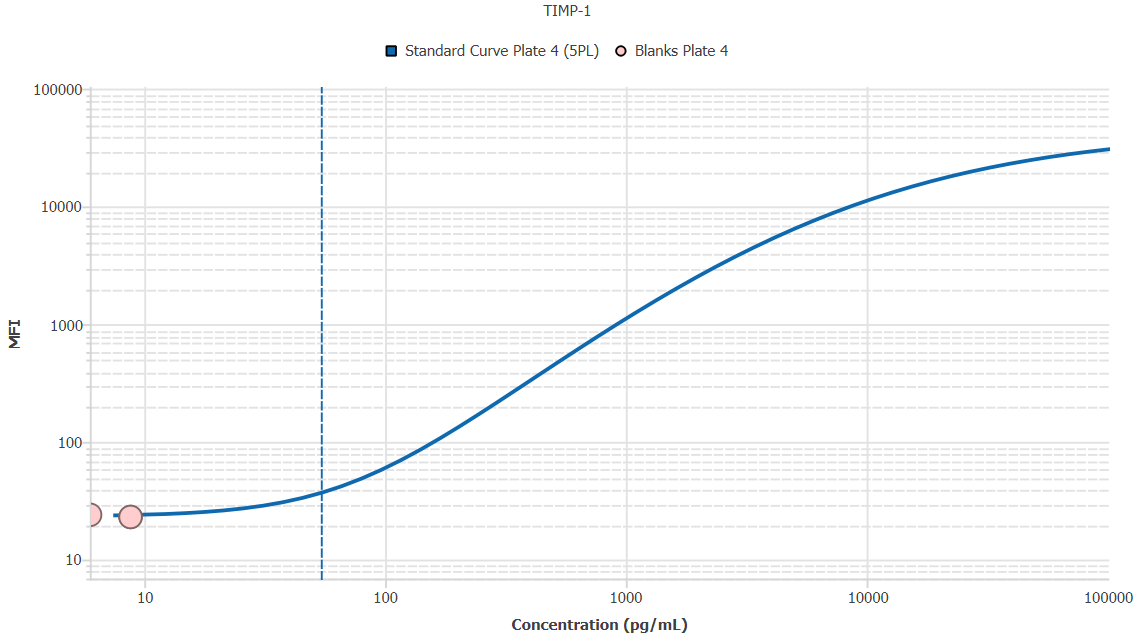 TIMP-1
Standard Curve Plate 4 (5PL) Blanks Plate 4
100000
10000
1000
100
10
MFI
10 100 1000 10000 100000
Concentration (pg/mL)